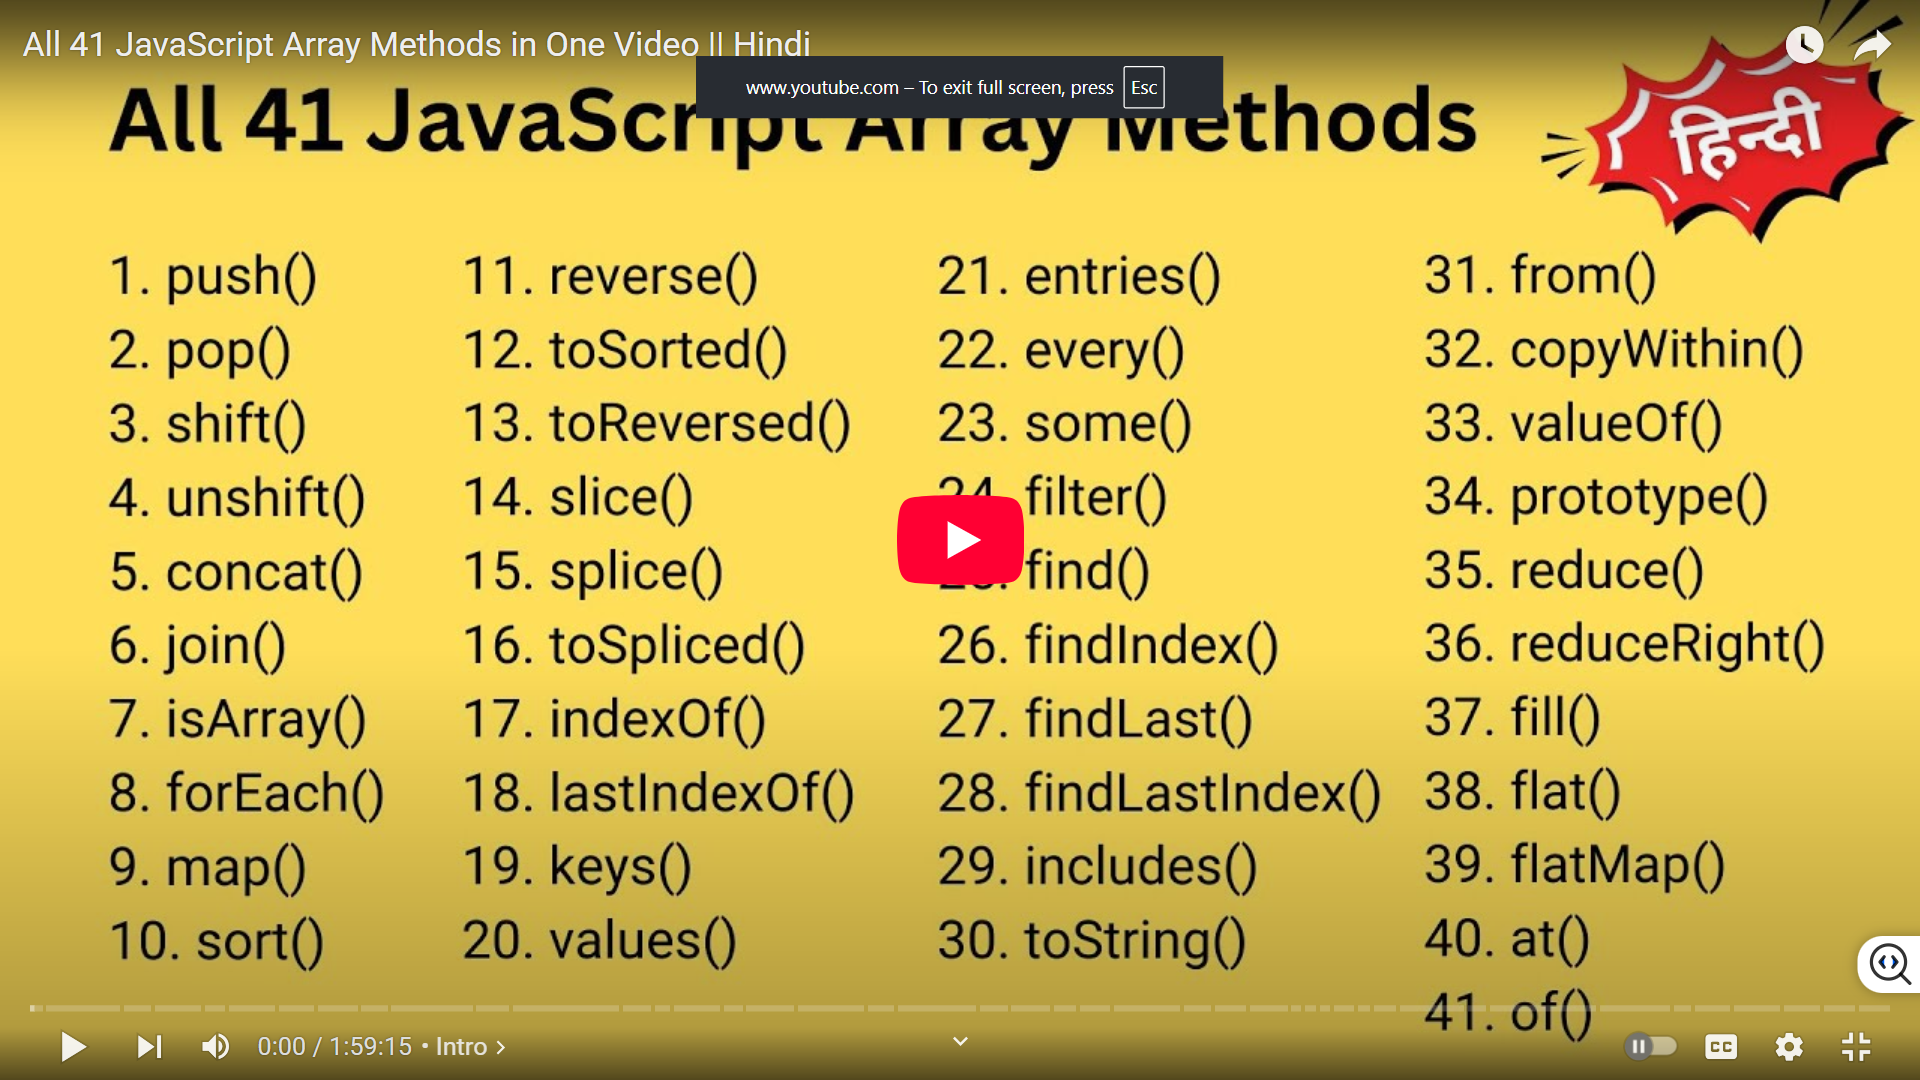 All 41 JavaScript Array Methods in One Video || Hindi
www.youtube.com – To exit full screen, press Esc
All 41 JavaScript Array Methods
हिन्दी
1. push()
2. pop()
3. shift()
4. unshift()
5. concat()
6. join()
7. isArray()
8. forEach()
9. map()
10. sort()
11. reverse()
12. toSorted()
13. toReversed()
14. slice()
15. splice()
16. toSpliced()
17. indexOf()
18. lastIndexOf()
19. keys()
20. values()
21. entries()
22. every()
23. some()
24. filter()
find()
26. findIndex()
27. findLast()
28. findLastIndex()
29. includes()
30. toString()
31. from()
32. copyWithin()
33. valueOf()
34. prototype()
35. reduce()
36. reduceRight()
37. fill()
38. flat()
39. flatMap()
40. at()
41. of()
0:00 / 1:59:15 • Intro
CC